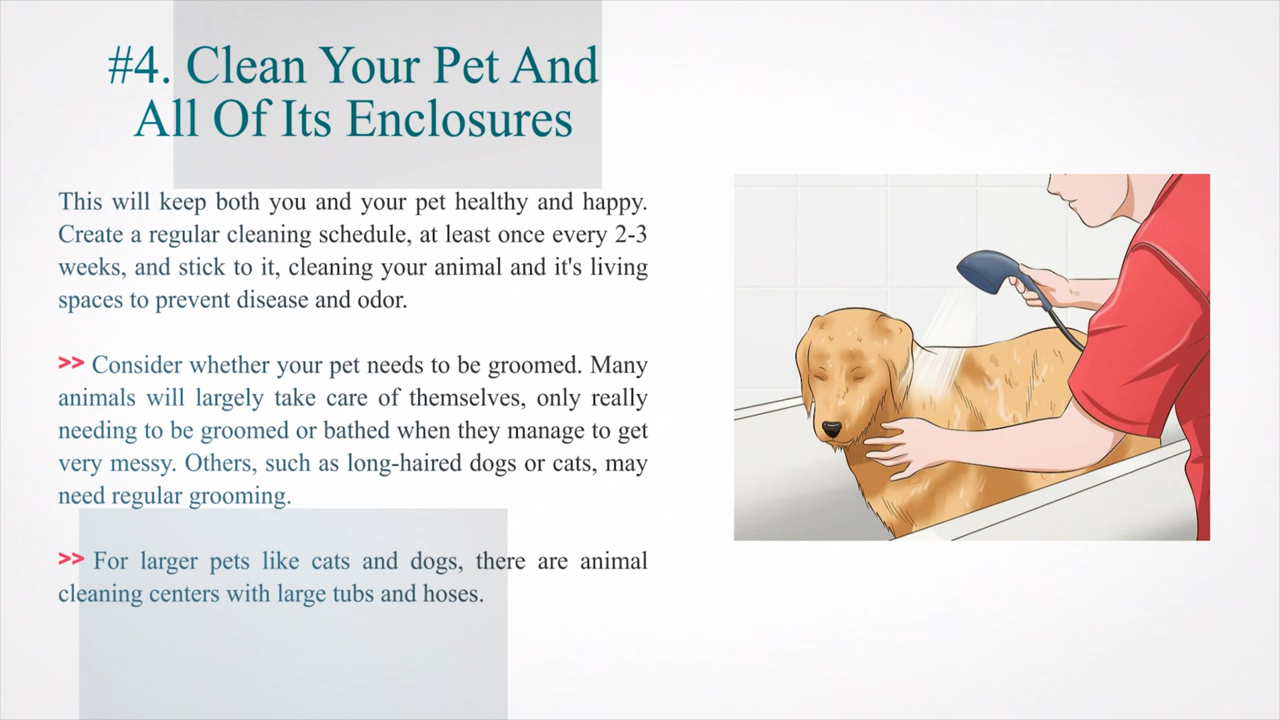 #4. Clean Your Pet And
All Of Its Enclosures
This will keep both you and your pet healthy and happy.
Create a regular cleaning schedule, at least once every 2-3
weeks, and stick to it, cleaning your animal and it's living
spaces to prevent disease and odor.
>> Consider whether your pet needs to be groomed. Many
animals will largely take care of themselves, only really
needing to be groomed or bathed when they manage to get
very messy. Others, such as long-haired dogs or cats, may
need regular grooming.
>> For larger pets like cats and dogs, there are animal
cleaning centers with large tubs and hoses.